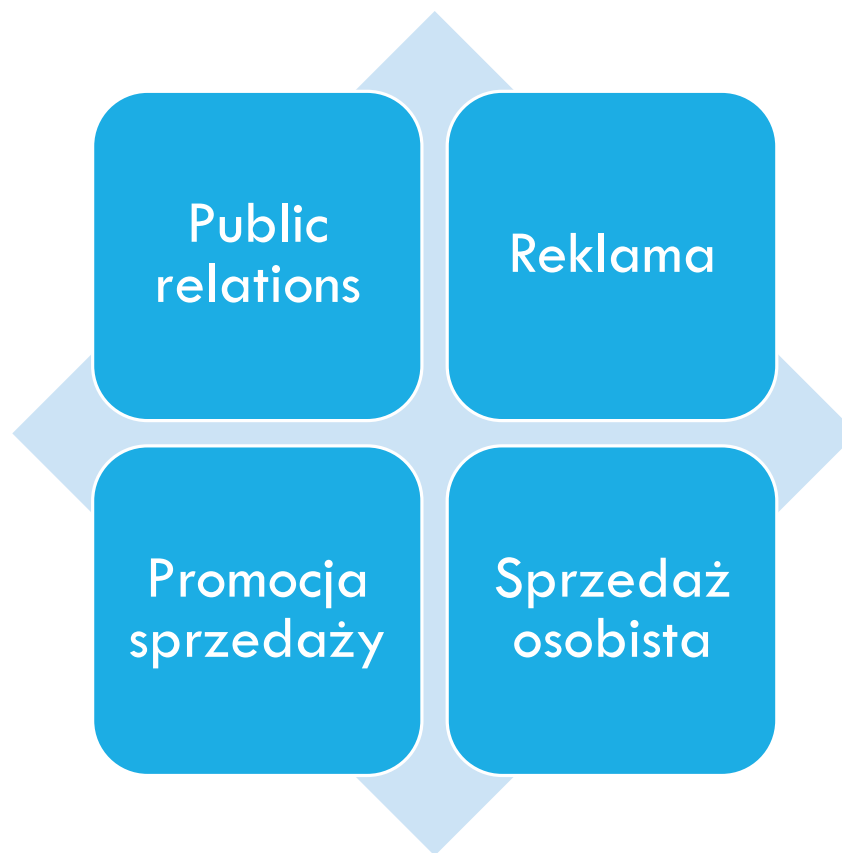 Public
relations
Reklama
Promocja
sprzedaży
Sprzedaż
osobista